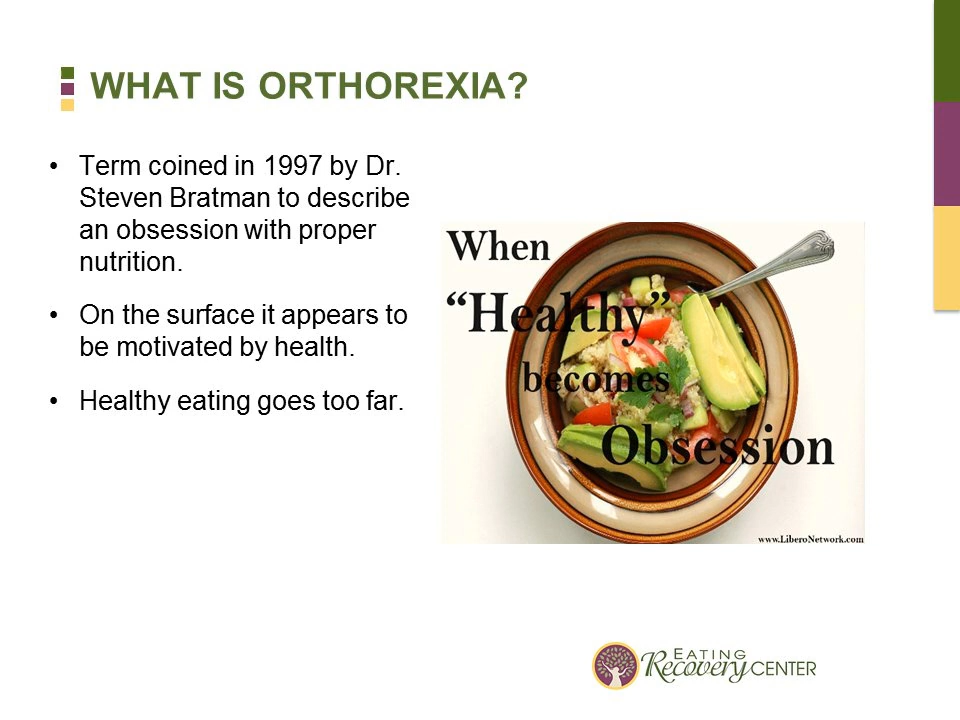 WHAT IS ORTHOREXIA?
• Term coined in 1997 by Dr.
Steven Bratman to describe
an obsession with proper
nutrition.
• On the surface it appears to
be motivated by health.
• Healthy eating goes too far.
When
“Healthy”
becomes
Obsession
www.LiberoNetwork.com
EATING
Recovery CENTER